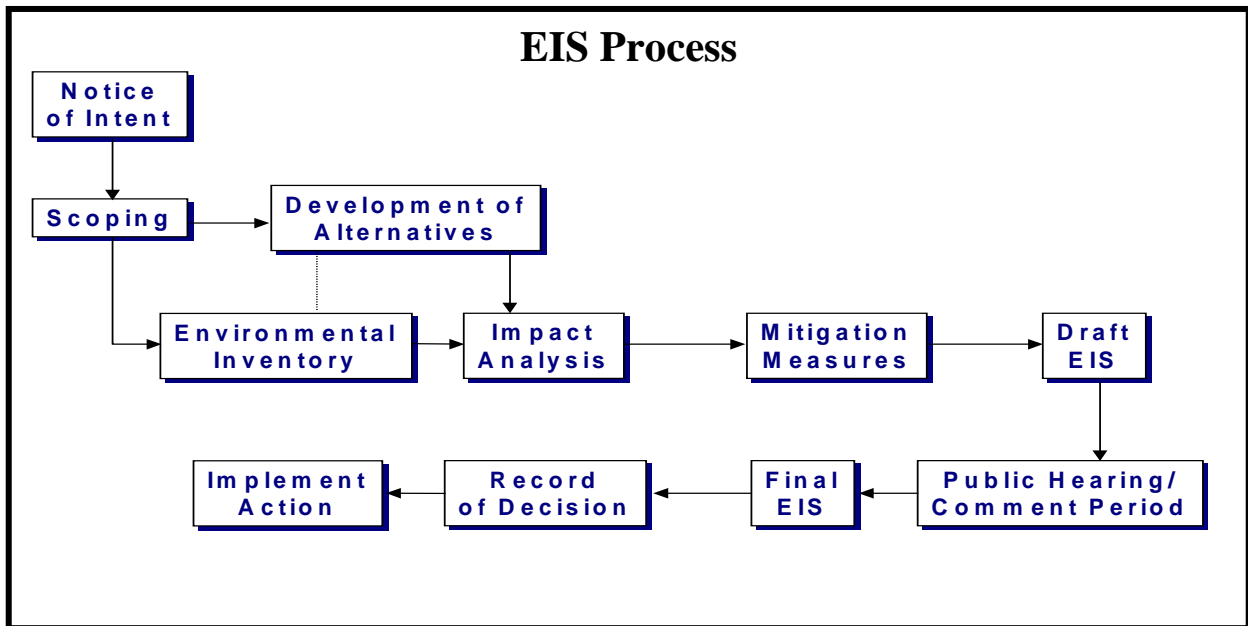 EIS Process
Notice
of Intent
Scoping
Development of
Alternatives
Environmental
Inventory
Impact
Analysis
Mitigation
Measures
Draft
EIS
Public Hearing/
Comment Period
Final
EIS
Record
of Decision
Implement
Action